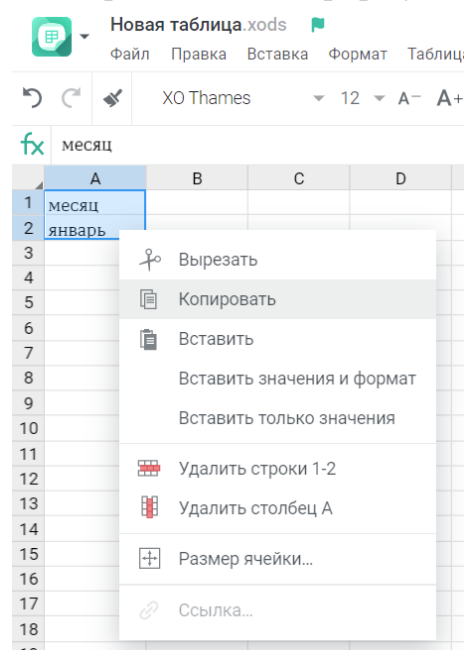 Новая таблица.xods
Файл Правка Вставка Формат Таблица
XO Thames 12 A− A+
fx месяц
A B C D
1 месяц
2 январь
3
4
5
6
7
8
9
10
11
12
13
14
15
16
17
18
Вырезать
Копировать
Вставить
Вставить значения и формат
Вставить только значения
Удалить строки 1-2
Удалить столбец A
Размер ячейки...
Ссылка...